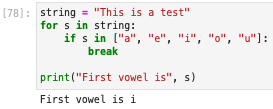 [78]: string = "This is a test"
for s in string:
    if s in ["a", "e", "i", "o", "u"]:
        break
print("First vowel is", s)
First vowel is i